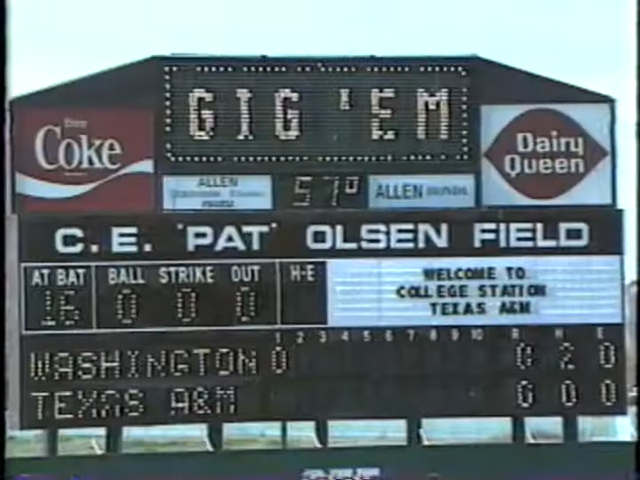 GIG 'EM
Enjoy
Coke
Dairy
Queen
ALLEN
57°
ALLEN HONDA
C.E. "PAT" OLSEN FIELD
AT BAT BALL STRIKE OUT H-E
16 0 0 0
WELCOME TO
COLLEGE STATION
TEXAS A&M
1 2 3 4 5 6 7 8 9 10 R H E
WASHINGTON 0 0 2 0
TEXAS A&M 0 0 0